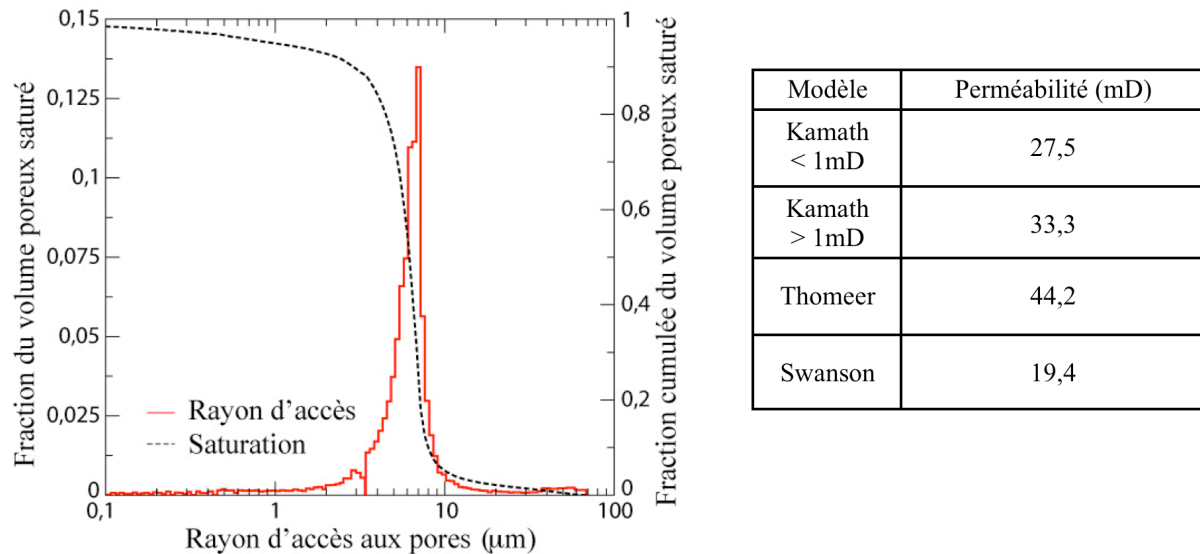 0,15
0,125
0,1
0,075
0,05
0,025
0
Fraction du volume poreux saturé
1
0,8
0,6
0,4
0,2
0
Fraction cumulée du volume poreux saturé
Rayon d'accès
Saturation
0,1
1
10
100
Rayon d'accès aux pores (μm)
Modèle Perméabilité (mD)
Kamath
< 1mD
27,5
Kamath
> 1mD
33,3
Thomeer 44,2
Swanson 19,4